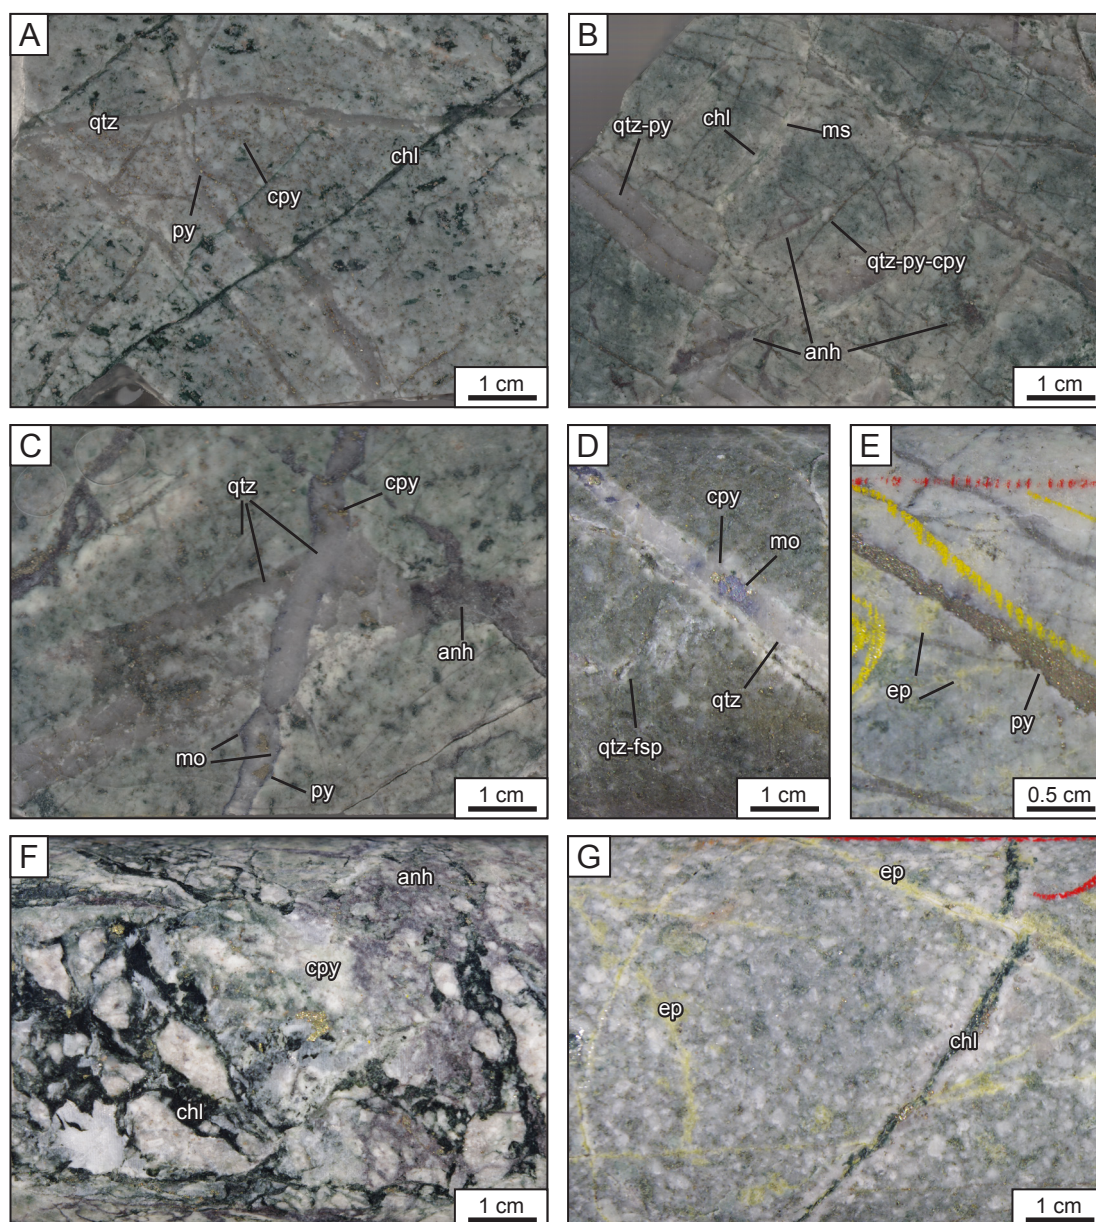 A
qtz
chl
cpy
py
1 cm
B
qtz-py
chl
ms
qtz-py-cpy
anh
1 cm
C
qtz
cpy
anh
mo
py
1 cm
D
cpy
mo
qtz
qtz-fsp
1 cm
E
ep
py
0.5 cm
F
anh
cpy
chl
1 cm
G
ep
ep
chl
1 cm